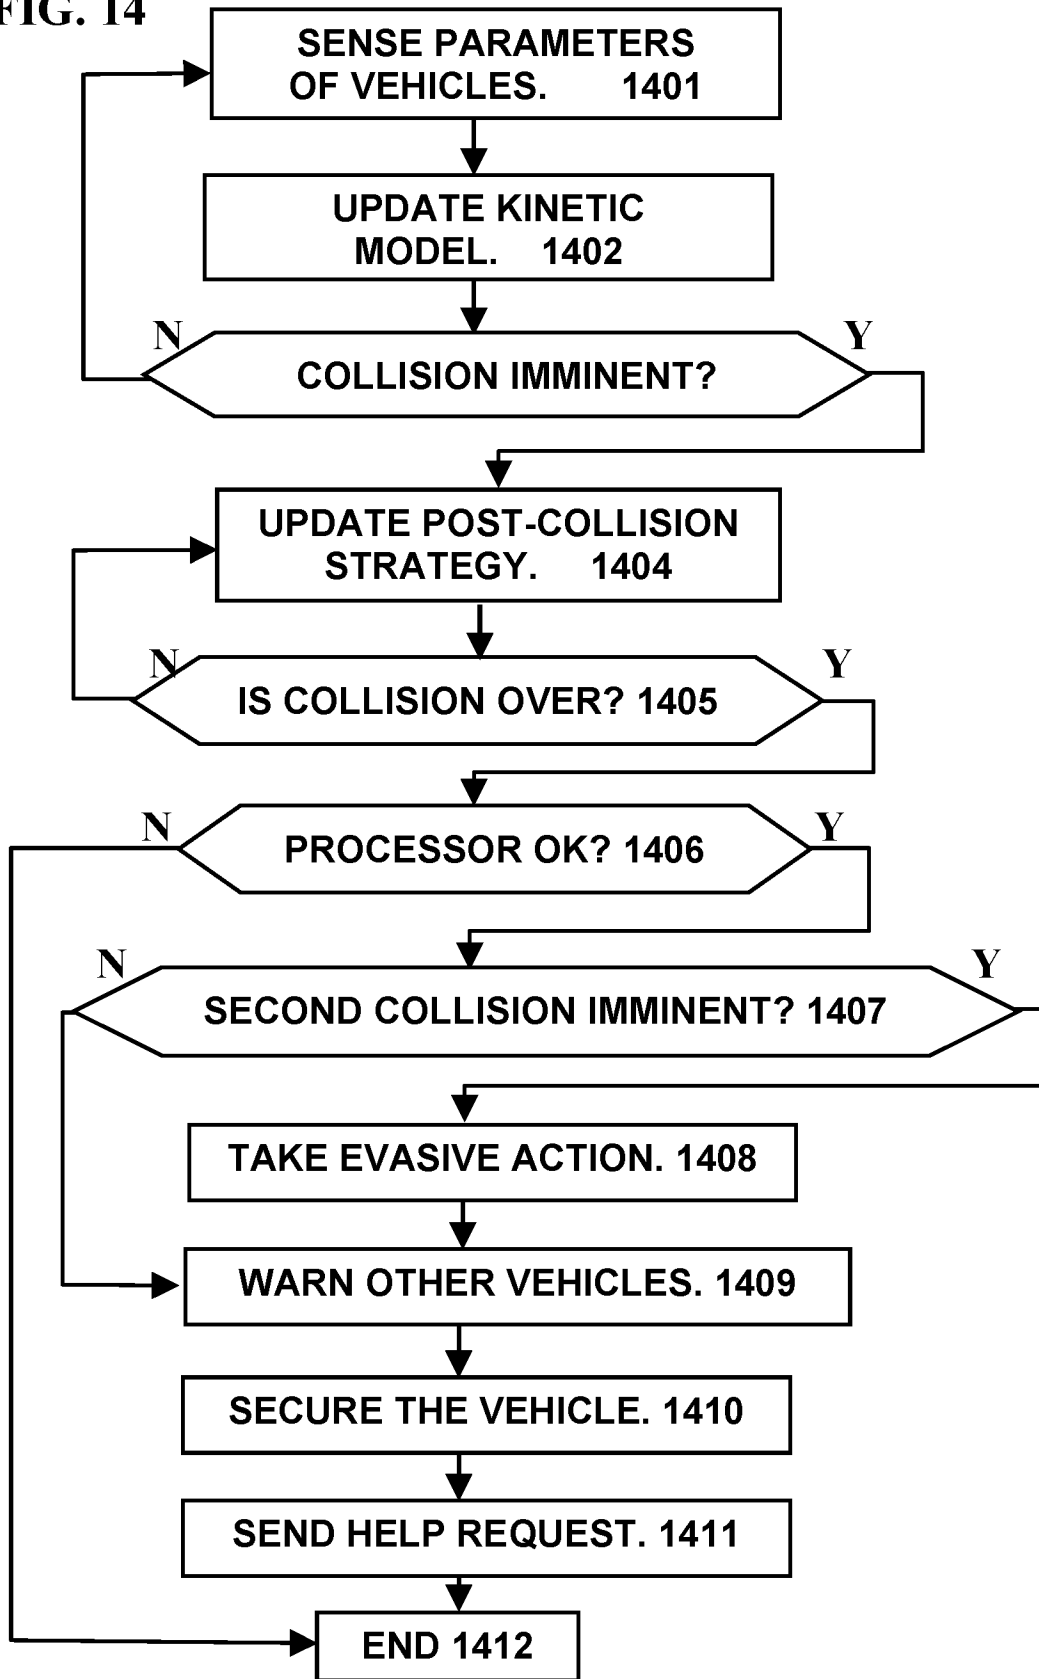 FIG. 14
SENSE PARAMETERS
OF VEHICLES. 1401
UPDATE KINETIC
MODEL. 1402
N
Y
COLLISION IMMINENT?
UPDATE POST-COLLISION
STRATEGY. 1404
N
Y
IS COLLISION OVER? 1405
N
Y
PROCESSOR OK? 1406
N
Y
SECOND COLLISION IMMINENT? 1407
TAKE EVASIVE ACTION. 1408
WARN OTHER VEHICLES. 1409
SECURE THE VEHICLE. 1410
SEND HELP REQUEST. 1411
END 1412